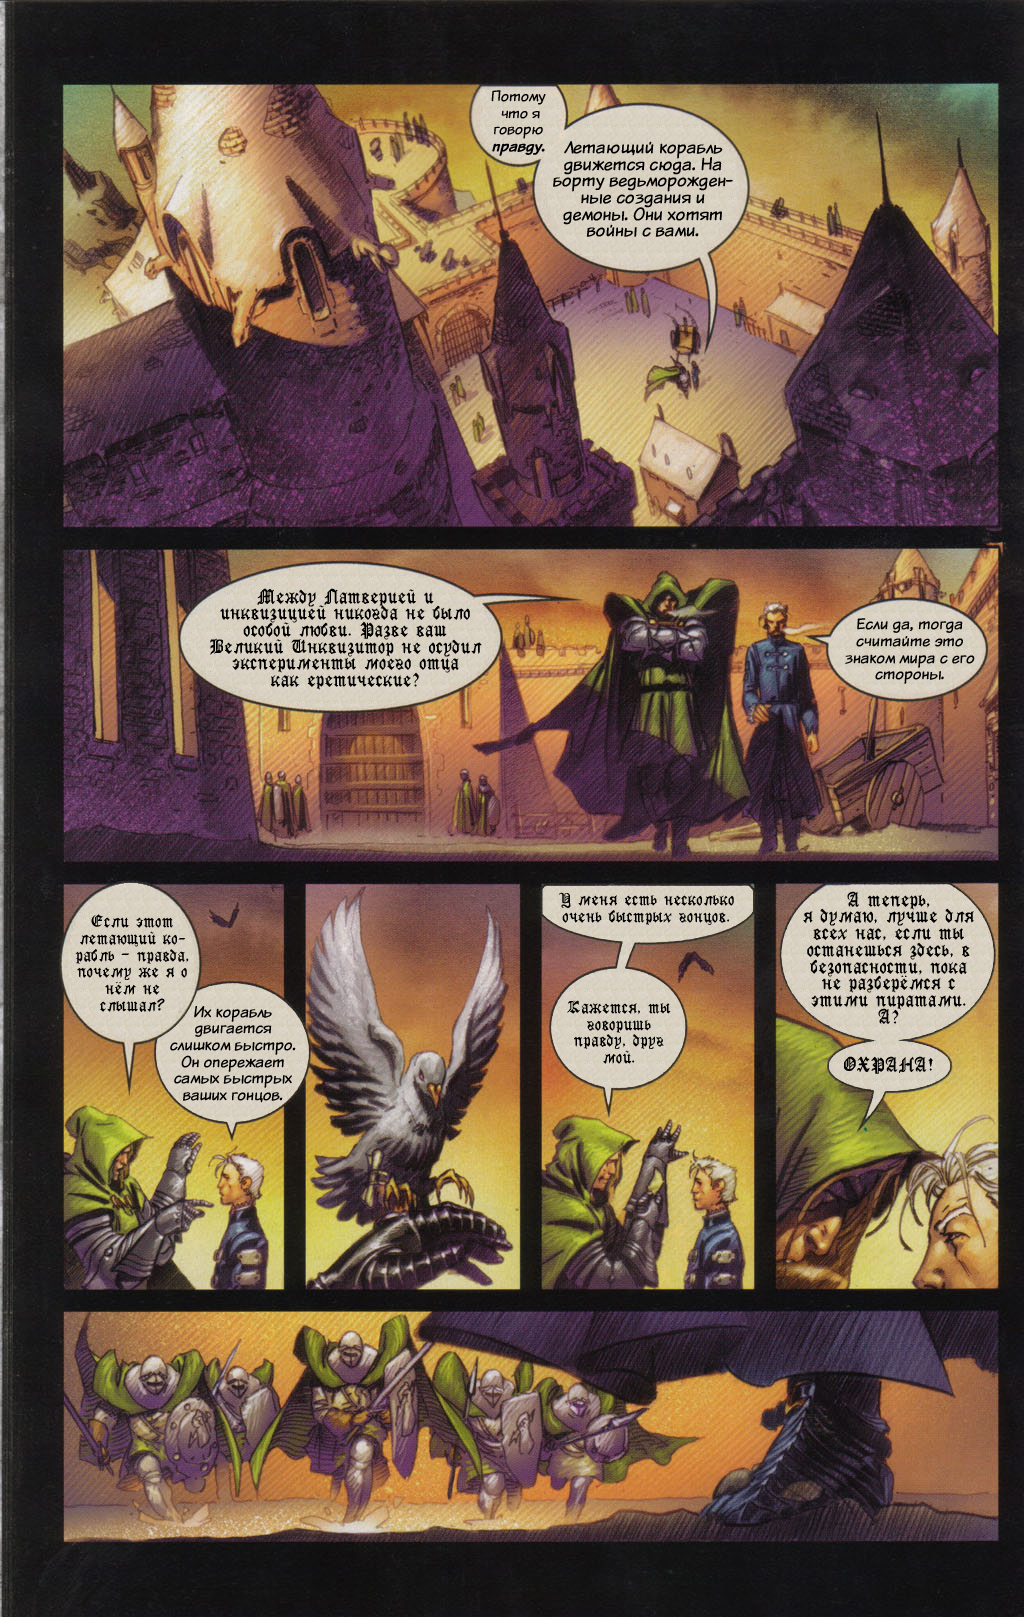 Потому
что я
говорю
правду.
Летающий корабль
движется сюда. На
борту ведьморожден-
ные создания и
демоны. Они хотят
войны с вами.
Между Латверией и
инквизицией никогда не было
особой любви. Разве ваш
Великий Инквизитор не осудил
эксперименты моего отца
как еретические?
Если да, тогда
считайте это
знаком мира с его
стороны.
Если этот
летающий ко-
рабль – правда,
почему же я о
нём не
слышал?
Их корабль
двигается
слишком быстро.
Он опережает
самых быстрых
ваших гонцов.
У меня есть несколько
очень быстрых гонцов.
Кажется, ты
говоришь
правду, друг
мой.
А теперь,
я думаю, лучше для
всех нас, если ты
останешься здесь, в
безопасности, пока
не разберёмся с
этими пиратами.
А?
ОХРАНА!